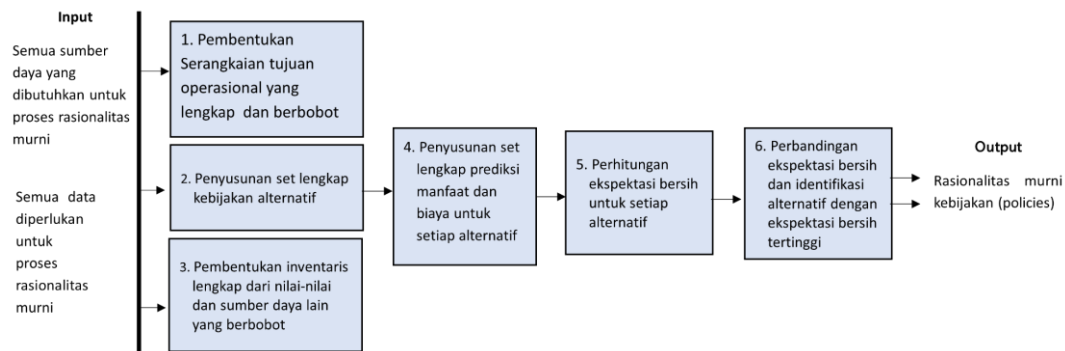 Input
Semua sumber
daya yang
dibutuhkan untuk
proses rasionalitas
murni
Semua data
diperlukan
untuk
proses
rasionalitas
murni
1. Pembentukan
Serangkaian tujuan
operasional yang
lengkap dan berbobot
2. Penyusunan set lengkap
kebijakan alternatif
3. Pembentukan inventaris
lengkap dari nilai-nilai
dan sumber daya lain
yang berbobot
4. Penyusunan set
lengkap prediksi
manfaat dan
biaya untuk
setiap alternatif
5. Perhitungan
ekspektasi bersih
untuk setiap
alternatif
6. Perbandingan
ekspektasi bersih
dan identifikasi
alternatif dengan
ekspektasi bersih
tertinggi
Output
Rasionalitas murni
kebijakan (policies)